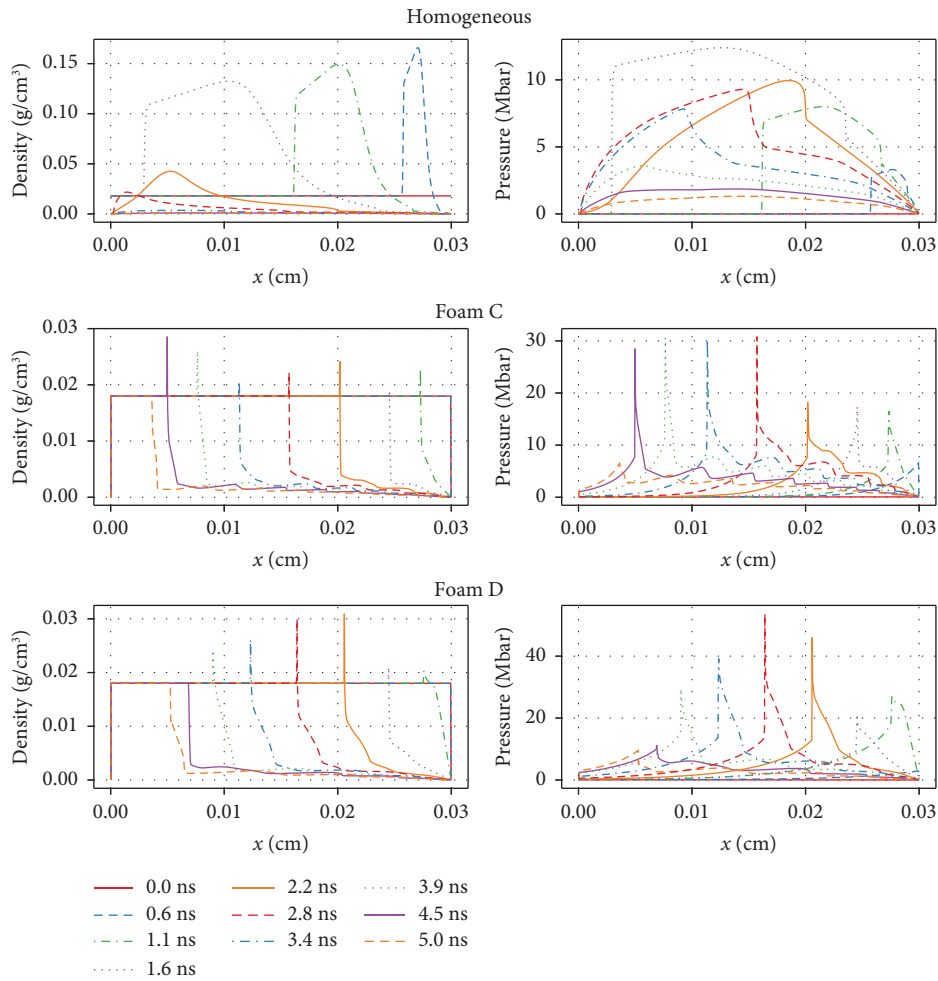 Homogeneous
Density (g/cm³)
0.15
0.10
0.05
0.00
0.00 0.01 0.02 0.03
x (cm)
Pressure (Mbar)
10
5
0
0.00 0.01 0.02 0.03
x (cm)
Foam C
Density (g/cm³)
0.03
0.02
0.01
0.00
0.00 0.01 0.02 0.03
x (cm)
Pressure (Mbar)
30
20
10
0
0.00 0.01 0.02 0.03
x (cm)
Foam D
Density (g/cm³)
0.03
0.02
0.01
0.00
0.00 0.01 0.02 0.03
x (cm)
Pressure (Mbar)
40
20
0
0.00 0.01 0.02 0.03
x (cm)
0.0 ns 2.2 ns 3.9 ns
0.6 ns 2.8 ns 4.5 ns
1.1 ns 3.4 ns 5.0 ns
1.6 ns